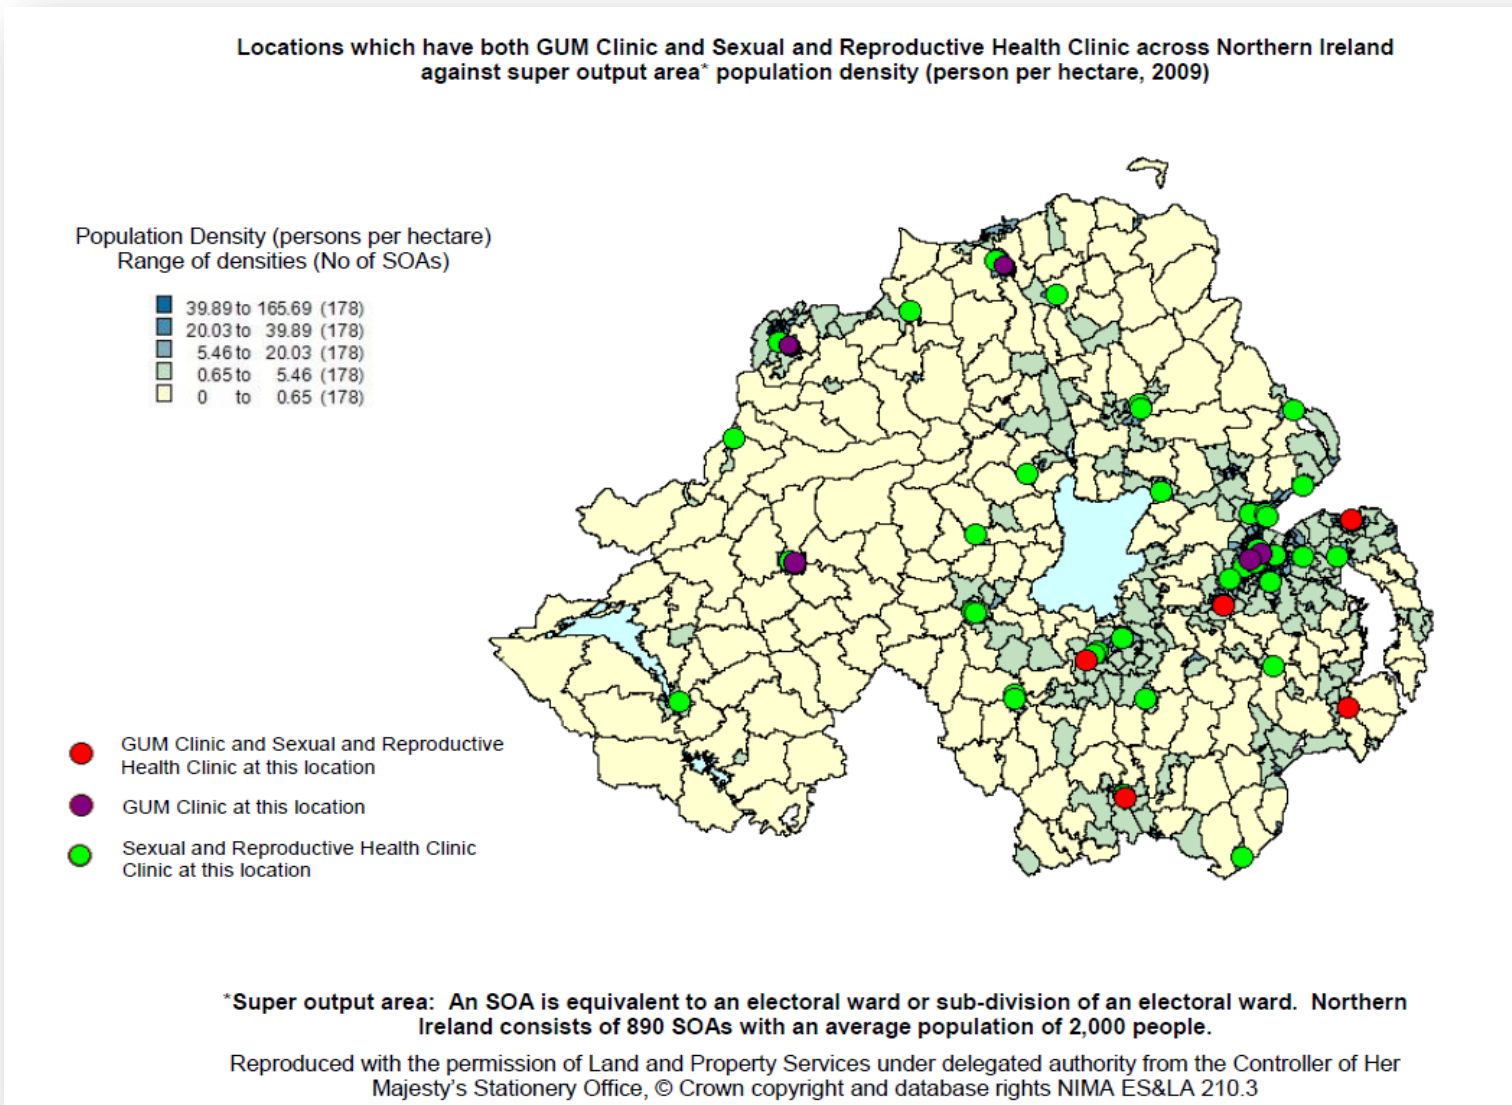 Locations which have both GUM Clinic and Sexual and Reproductive Health Clinic across Northern Ireland
against super output area* population density (person per hectare, 2009)
Population Density (persons per hectare)
Range of densities (No of SOAs)
39.89 to 165.69 (178)
20.03 to 39.89 (178)
5.46 to 20.03 (178)
0.65 to 5.46 (178)
0 to 0.65 (178)
GUM Clinic and Sexual and Reproductive
Health Clinic at this location
GUM Clinic at this location
Sexual and Reproductive Health Clinic
Clinic at this location
*Super output area: An SOA is equivalent to an electoral ward or sub-division of an electoral ward. Northern
Ireland consists of 890 SOAs with an average population of 2,000 people.
Reproduced with the permission of Land and Property Services under delegated authority from the Controller of Her
Majesty's Stationery Office, © Crown copyright and database rights NIMA ES&LA 210.3